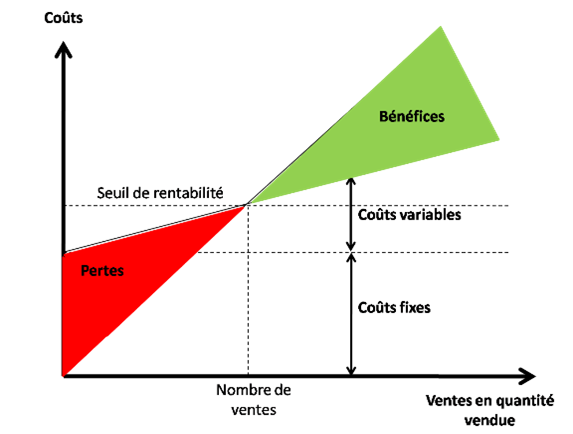 Coûts
Bénéfices
Seuil de rentabilité
Coûts variables
Pertes
Coûts fixes
Nombre de
ventes
Ventes en quantité
vendue